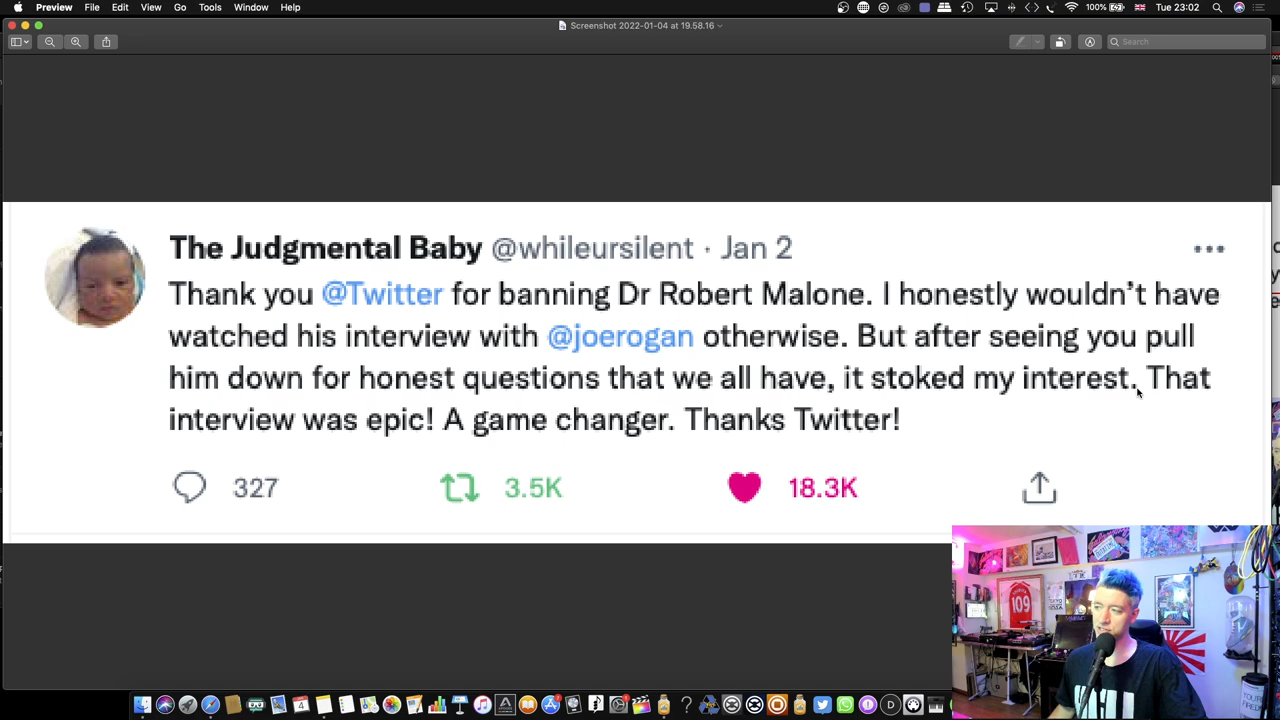 Preview File Edit View Go Tools Window Help 100% Tue 23:02
Screenshot 2022-01-04 at 19.58.16
Search
The Judgmental Baby @whileursilent · Jan 2
Thank you @Twitter for banning Dr Robert Malone. I honestly wouldn't have
watched his interview with @joerogan otherwise. But after seeing you pull
him down for honest questions that we all have, it stoked my interest. That
interview was epic! A game changer. Thanks Twitter!
327 3.5K 18.3K
109